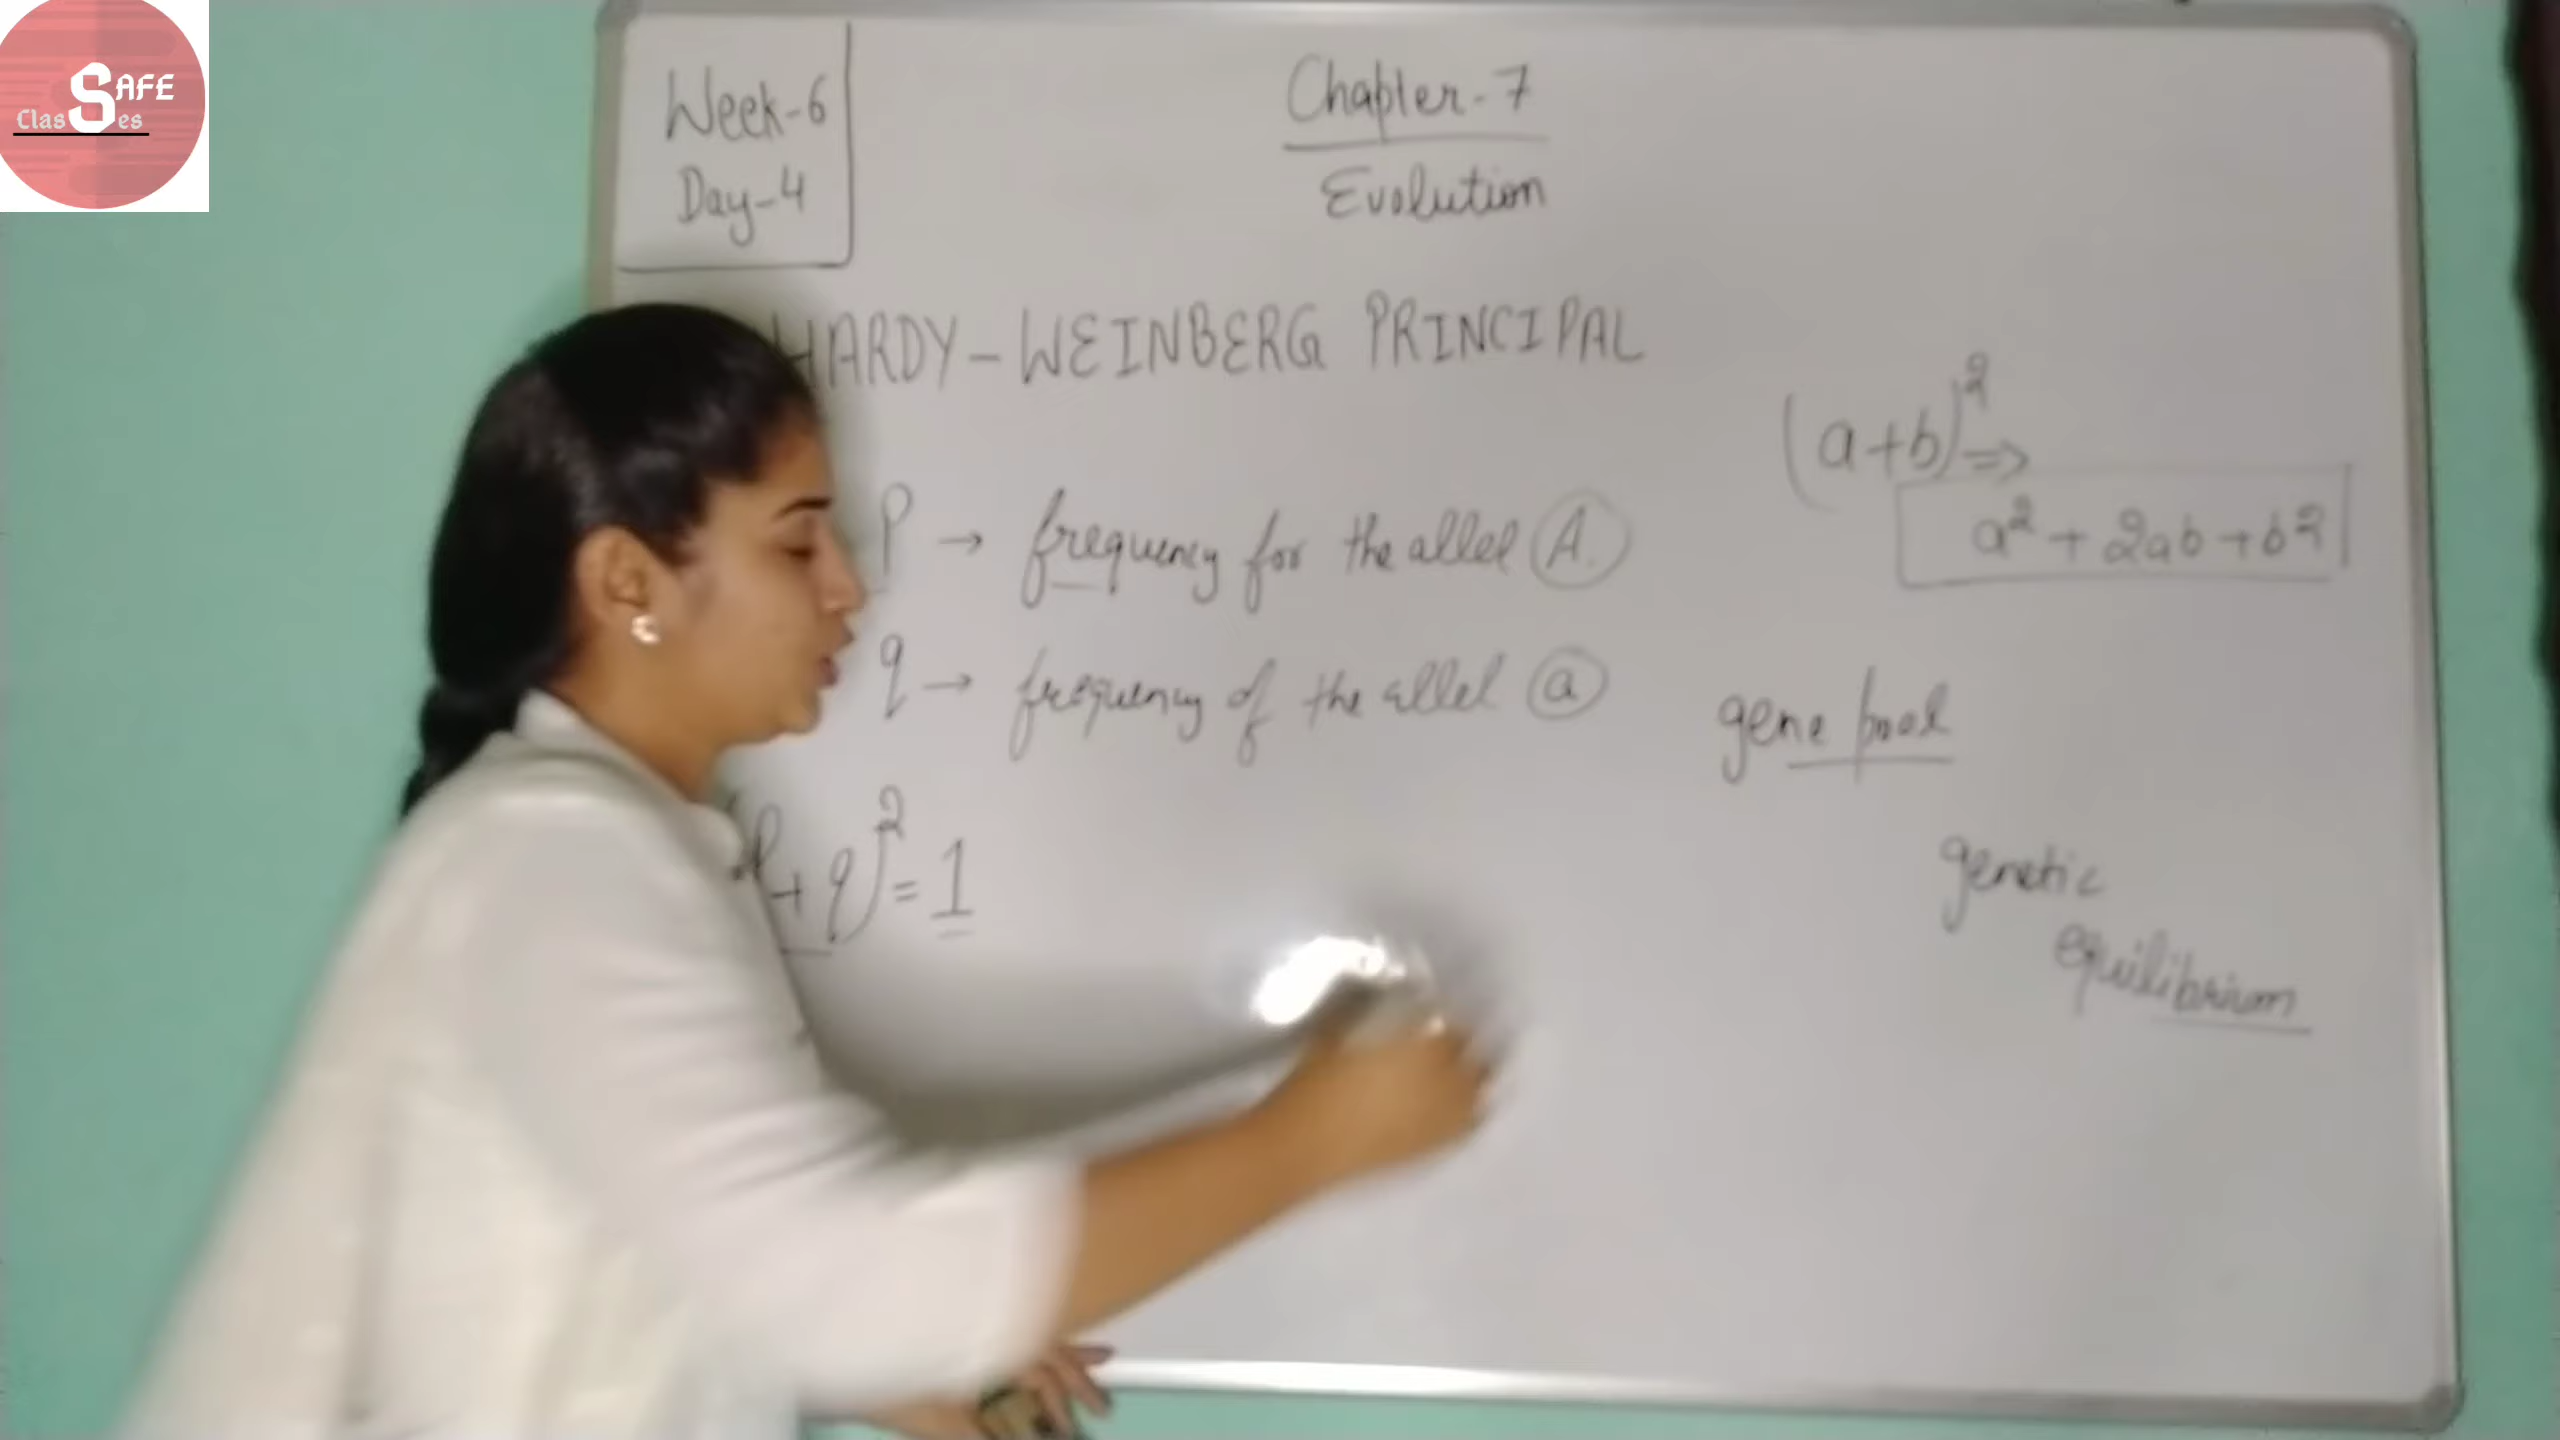 SAFE
Classes
Week-6
Day-4
Chapter-7
Evolution
HARDY-WEINBERG PRINCIPAL
(a+b)² ⇒
a² + 2ab + b²
P → frequency for the allel A.
q → frequency of the allel a
gene pool
(p + q)² = 1
genetic
equilibrium